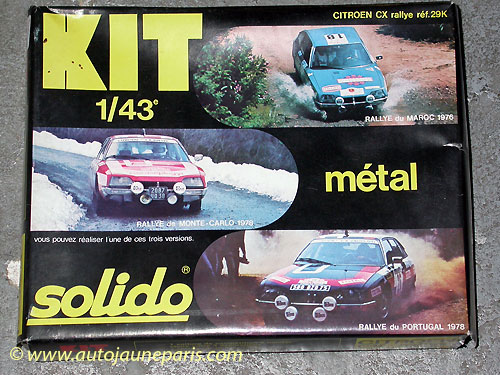 KIT
1/43e
CITROEN CX rallye réf.29K
RALLYE du MAROC 1976
métal
RALLYE de MONTE-CARLO 1978
vous pouvez réaliser l'une de ces trois versions.
solido®
RALLYE du PORTUGAL 1978
© www.autojauneparis.com